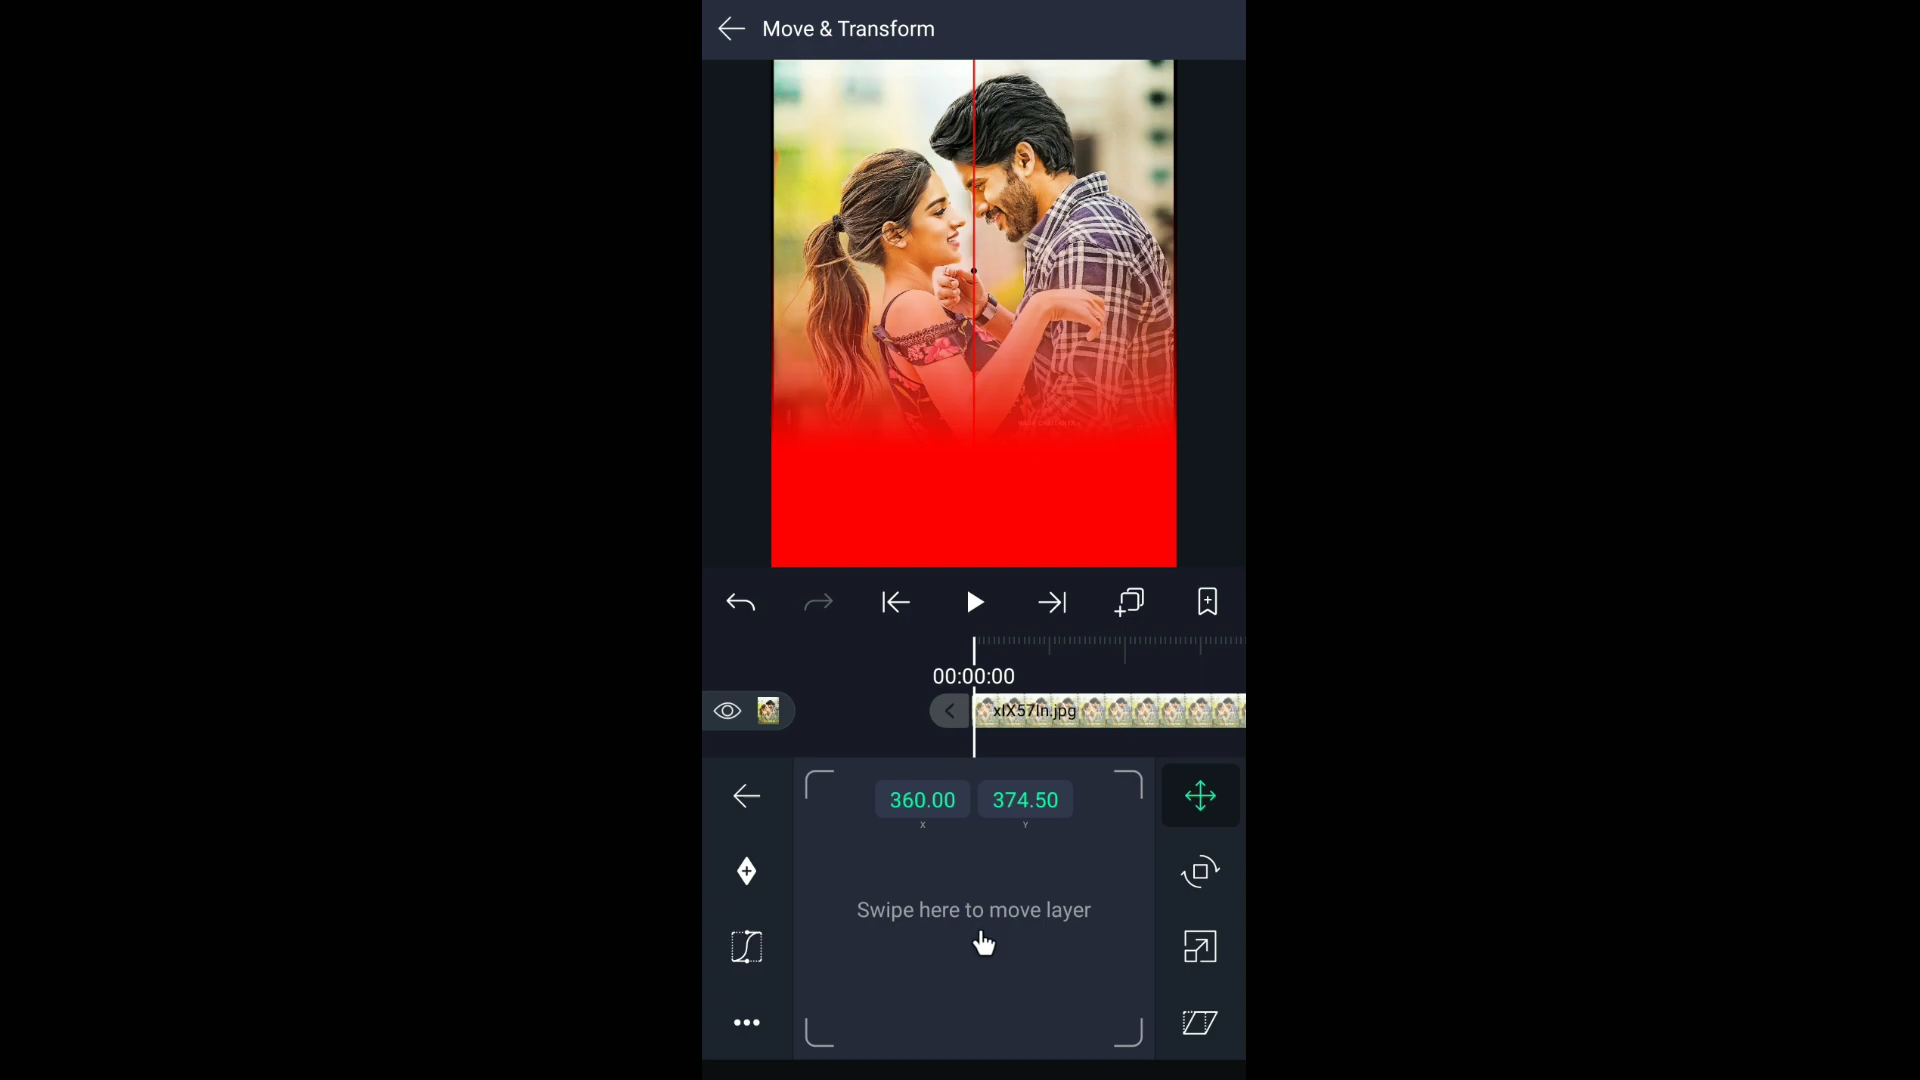 Move & Transform
00:00:00
xIX57In.jpg
360.00 374.50
X Y
Swipe here to move layer